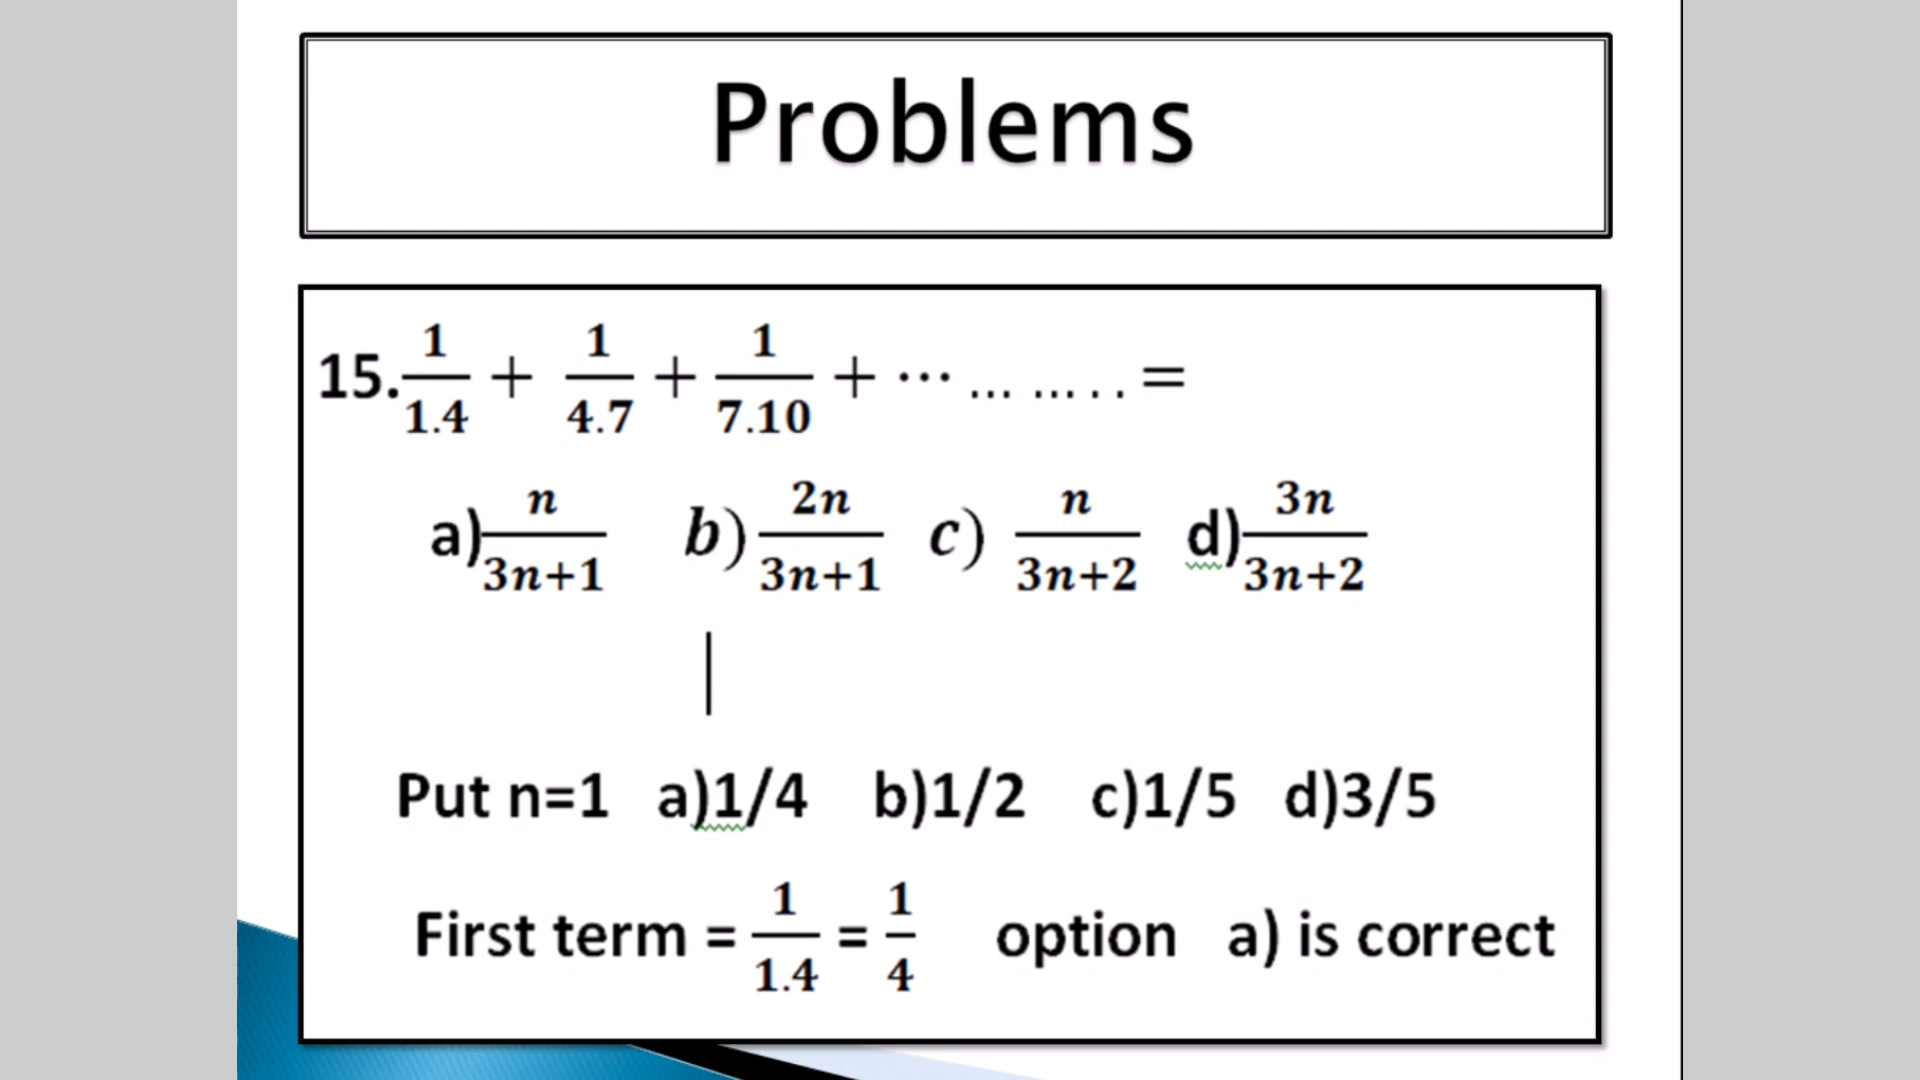 Problems
15. 1/1.4 + 1/4.7 + 1/7.10 + ⋯ ... ... . . =
a) n/3n+1 b) 2n/3n+1 c) n/3n+2 d) 3n/3n+2
Put n=1 a)1/4 b)1/2 c)1/5 d)3/5
First term = 1/1.4 = 1/4 option a) is correct